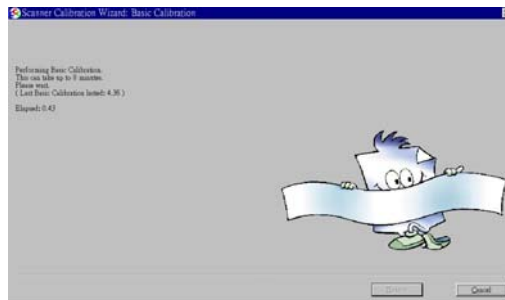 Scanner Calibration Wizard: Basic Calibration
Performing Basic Calibration.
This can take up to 8 minutes.
Please wait.
( Last Basic Calibration lasted: 4.36 )
Elapsed: 0.43
Cancel